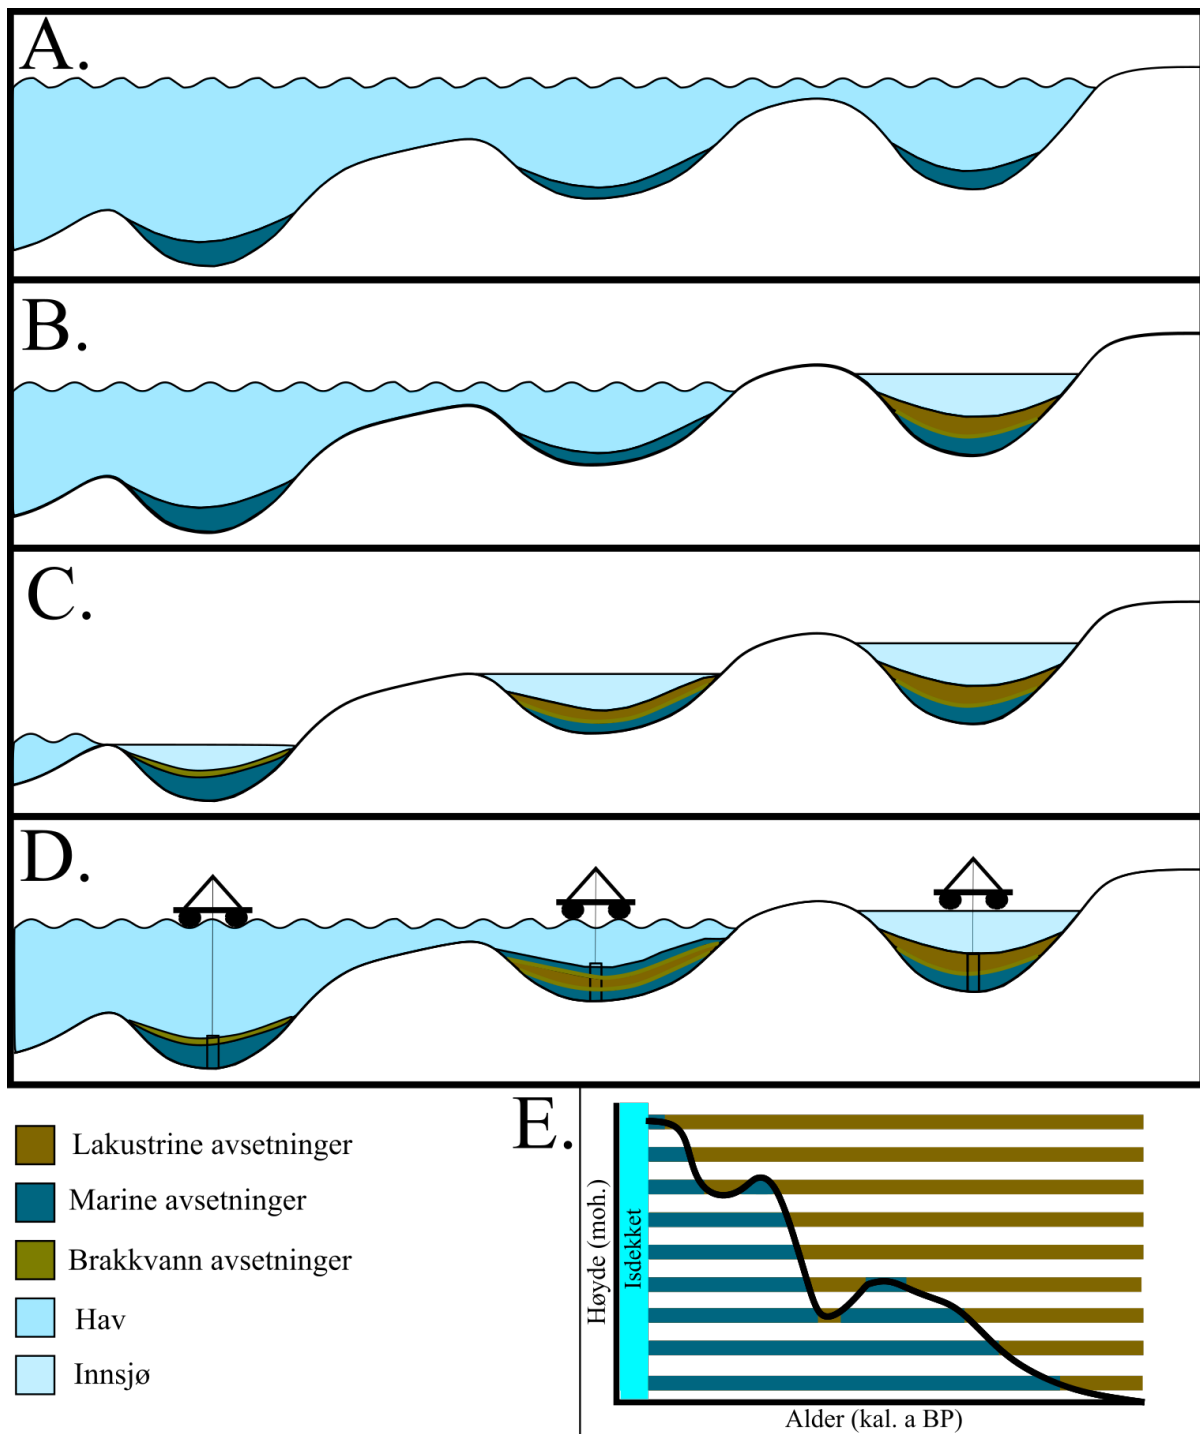 A.
B.
C.
D.
Lakustrine avsetninger
Marine avsetninger
Brakkvann avsetninger
Hav
Innsjø
E.
Høyde (moh.)
Isdekket
Alder (kal. a BP)